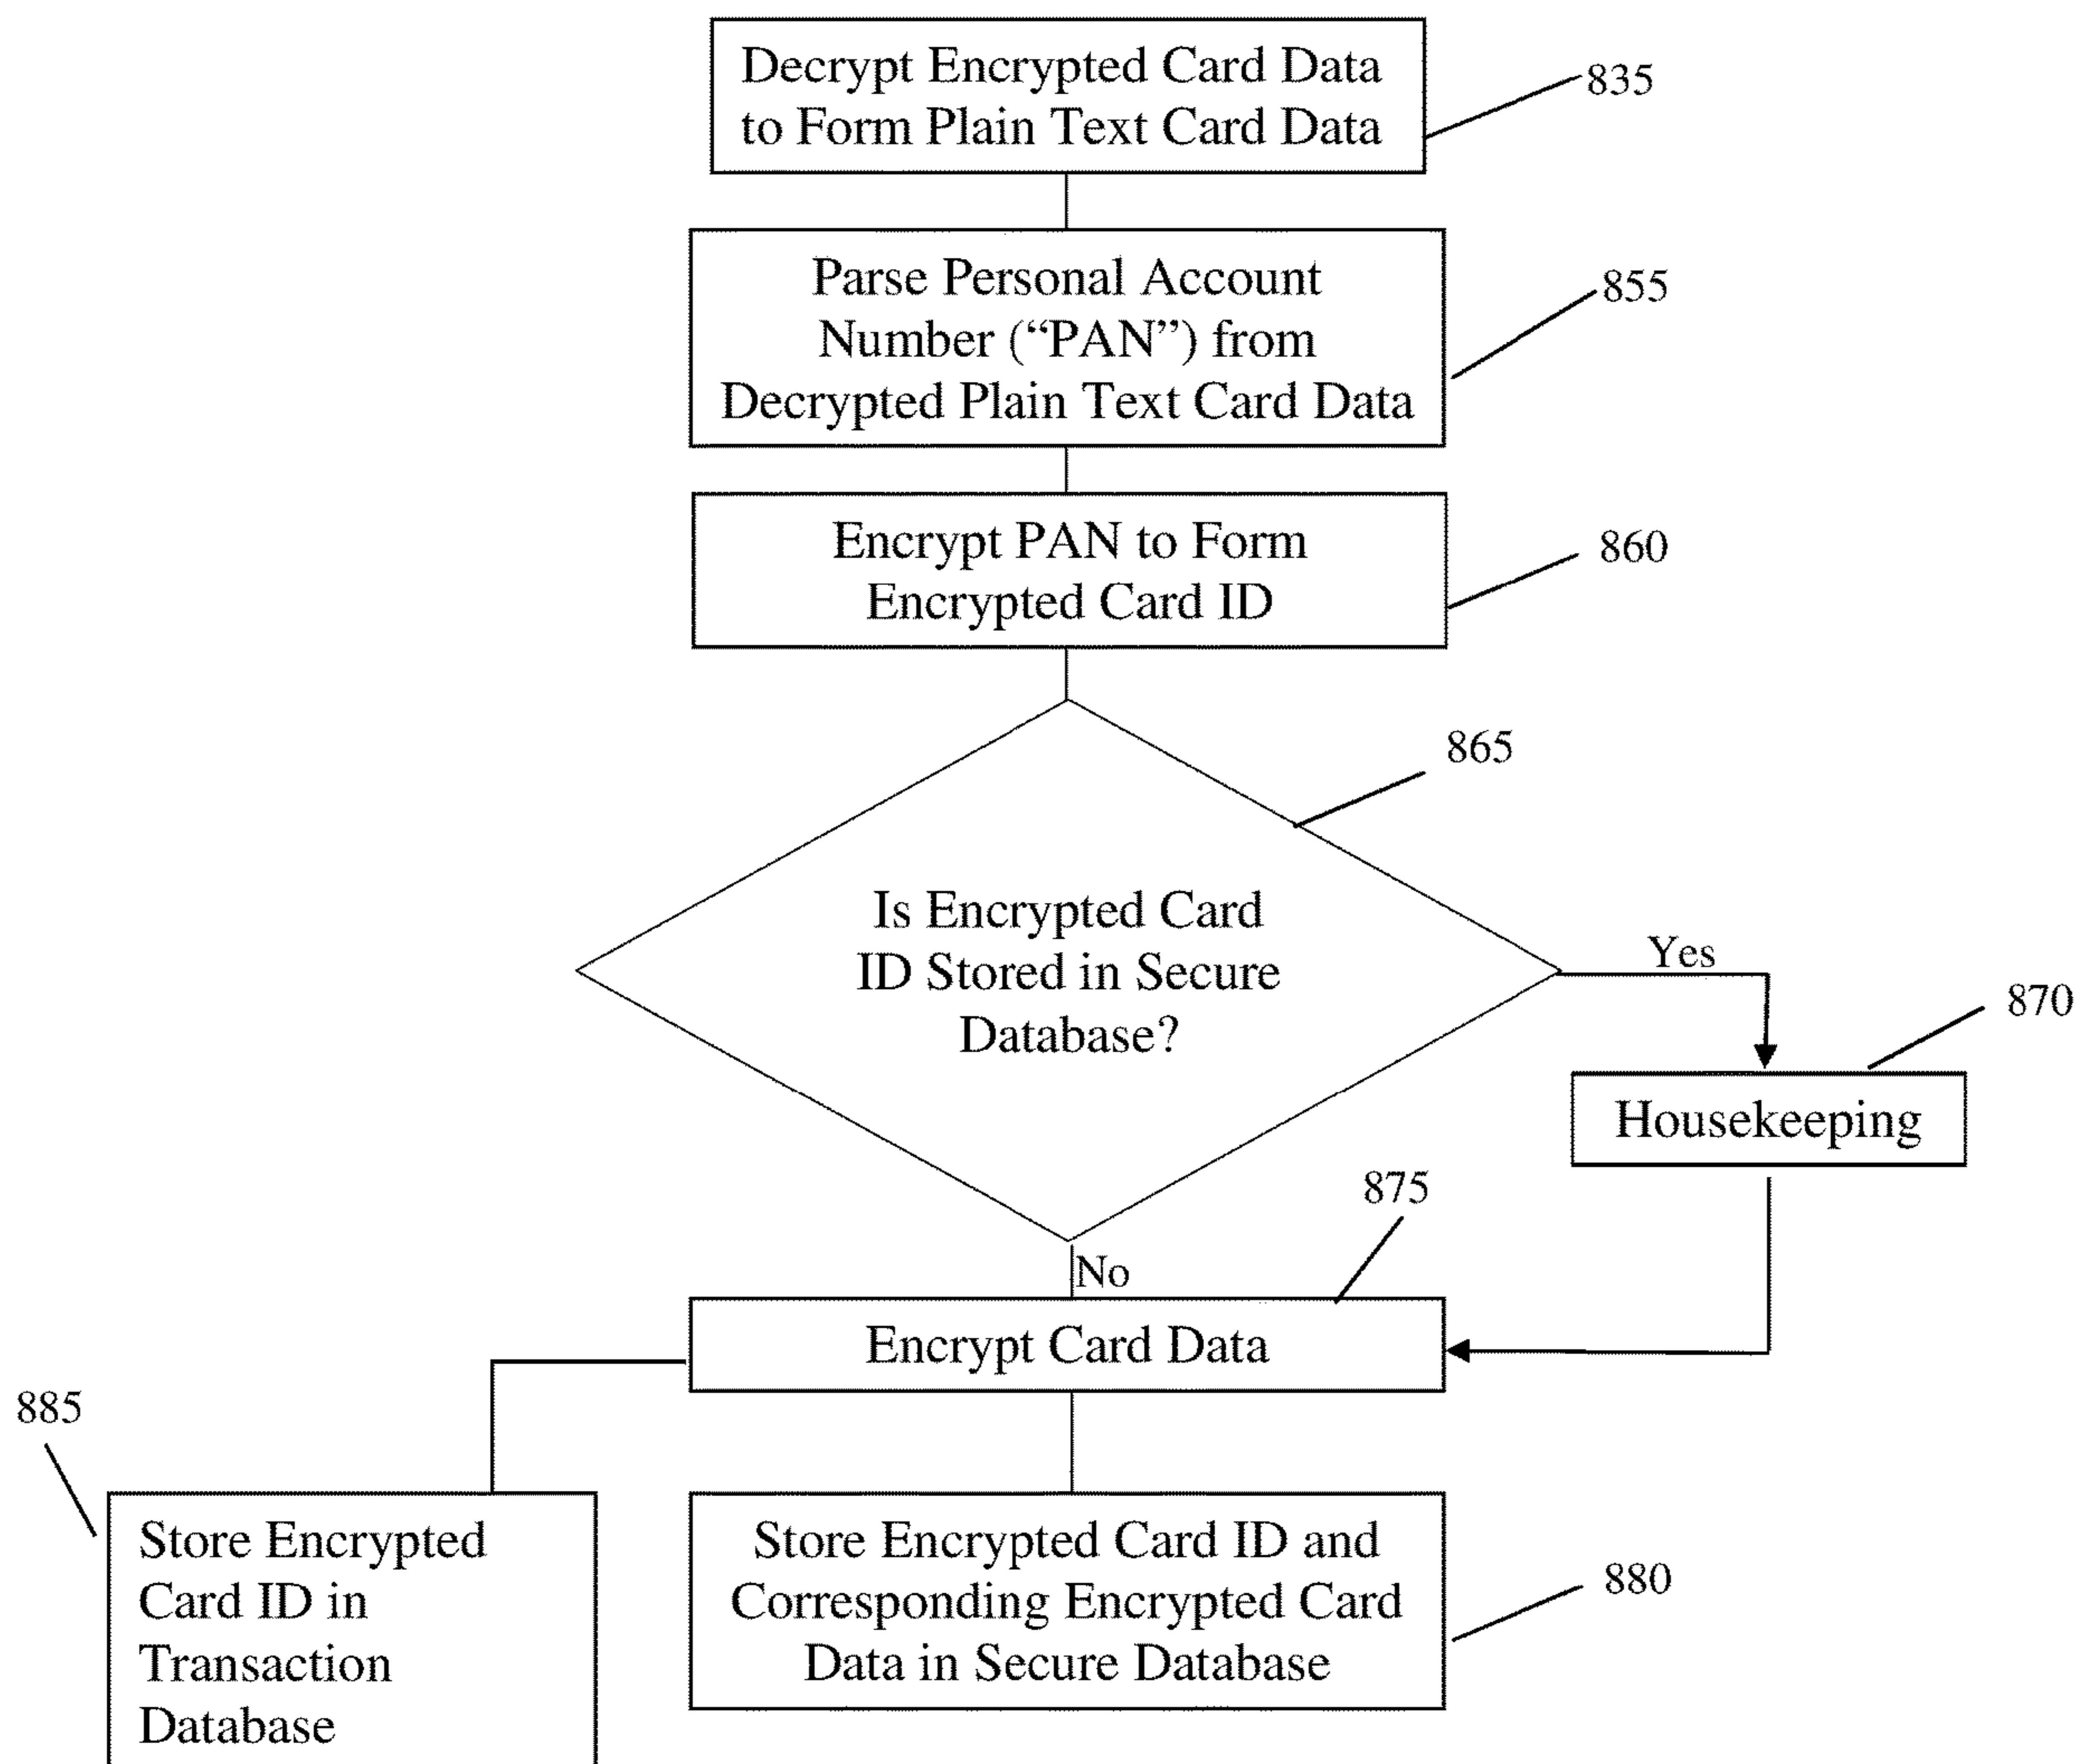 Decrypt Encrypted Card Data
to Form Plain Text Card Data
835
Parse Personal Account
Number (“PAN”) from
Decrypted Plain Text Card Data
855
Encrypt PAN to Form
Encrypted Card ID
860
865
Is Encrypted Card
ID Stored in Secure
Database?
Yes
870
Housekeeping
875
No
Encrypt Card Data
885
Store Encrypted
Card ID in
Transaction
Database
Store Encrypted Card ID and
Corresponding Encrypted Card
Data in Secure Database
880